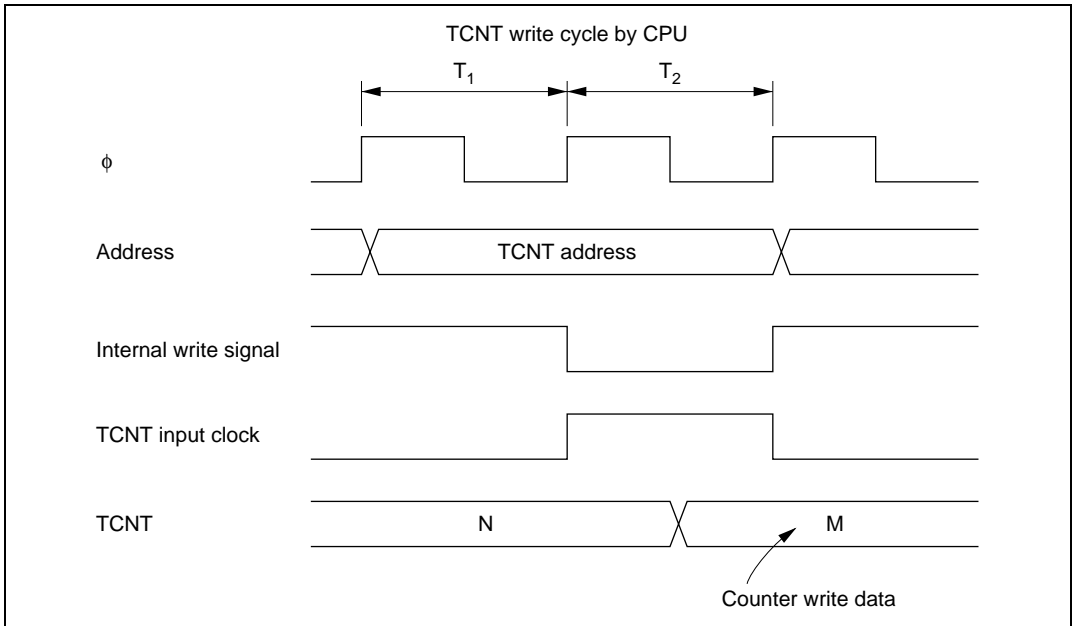 TCNT write cycle by CPU
T1 T2
ϕ
Address
TCNT address
Internal write signal
TCNT input clock
TCNT
N M
Counter write data